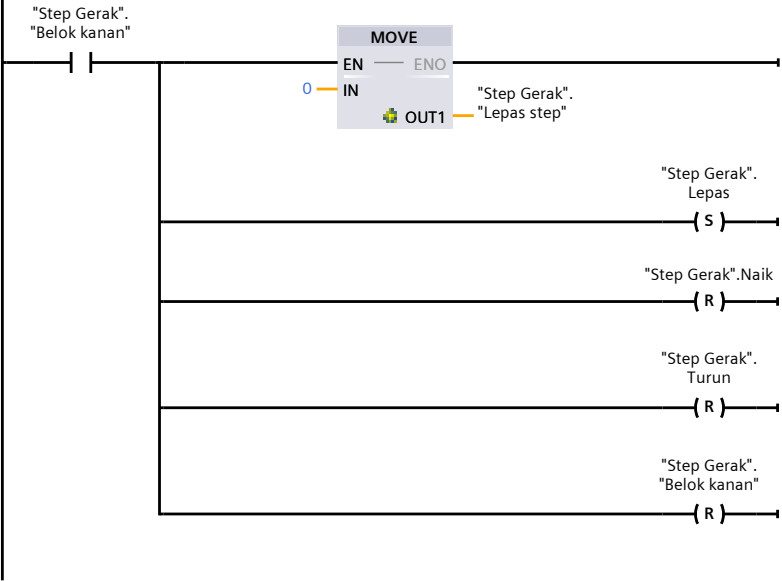 "Step Gerak".
"Belok kanan"
MOVE
EN
ENO
0
IN
"Step Gerak".
"Lepas step"
OUT1
"Step Gerak".
Lepas
S
"Step Gerak".Naik
R
"Step Gerak".
Turun
R
"Step Gerak".
"Belok kanan"
R